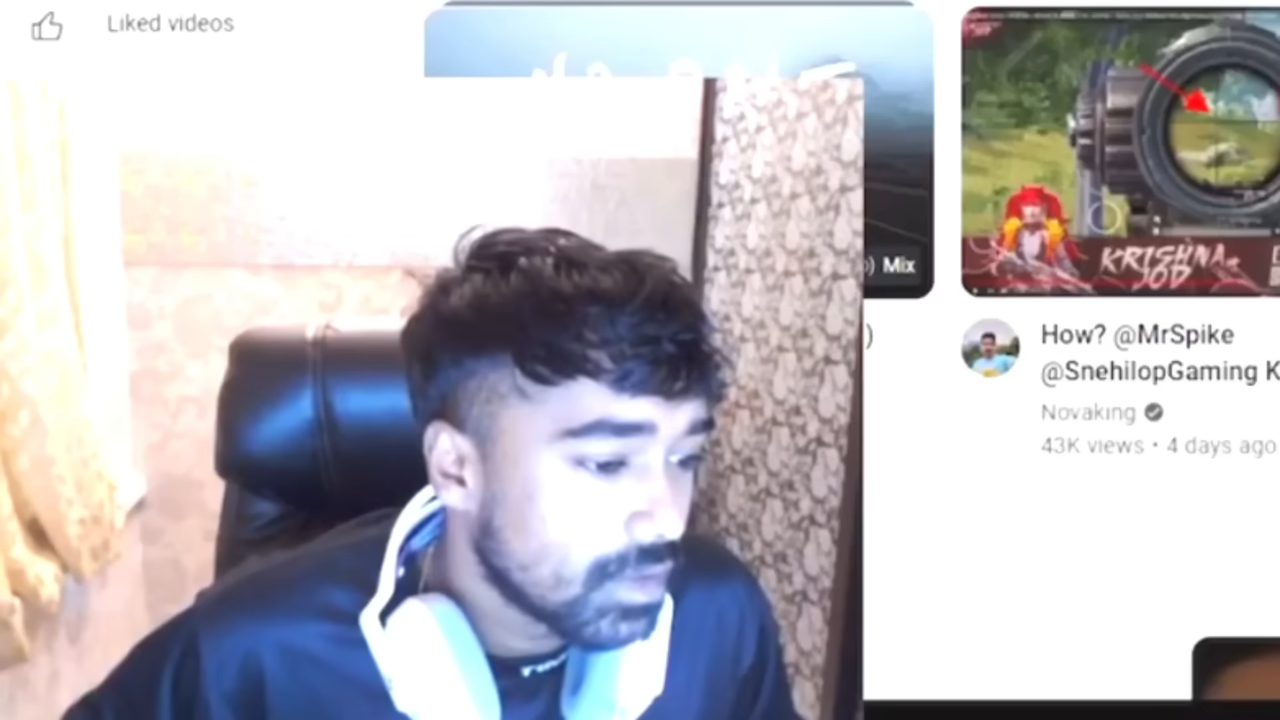 Liked videos
Mix
)
KRISHNA
JOD
How? @MrSpike
@SnehilopGaming K
Novaking
43K views • 4 days ago